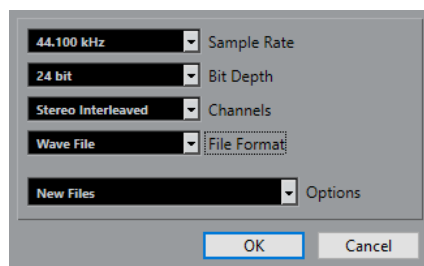 44.100 kHz Sample Rate
24 bit Bit Depth
Stereo Interleaved Channels
Wave File File Format
New Files Options
OK Cancel